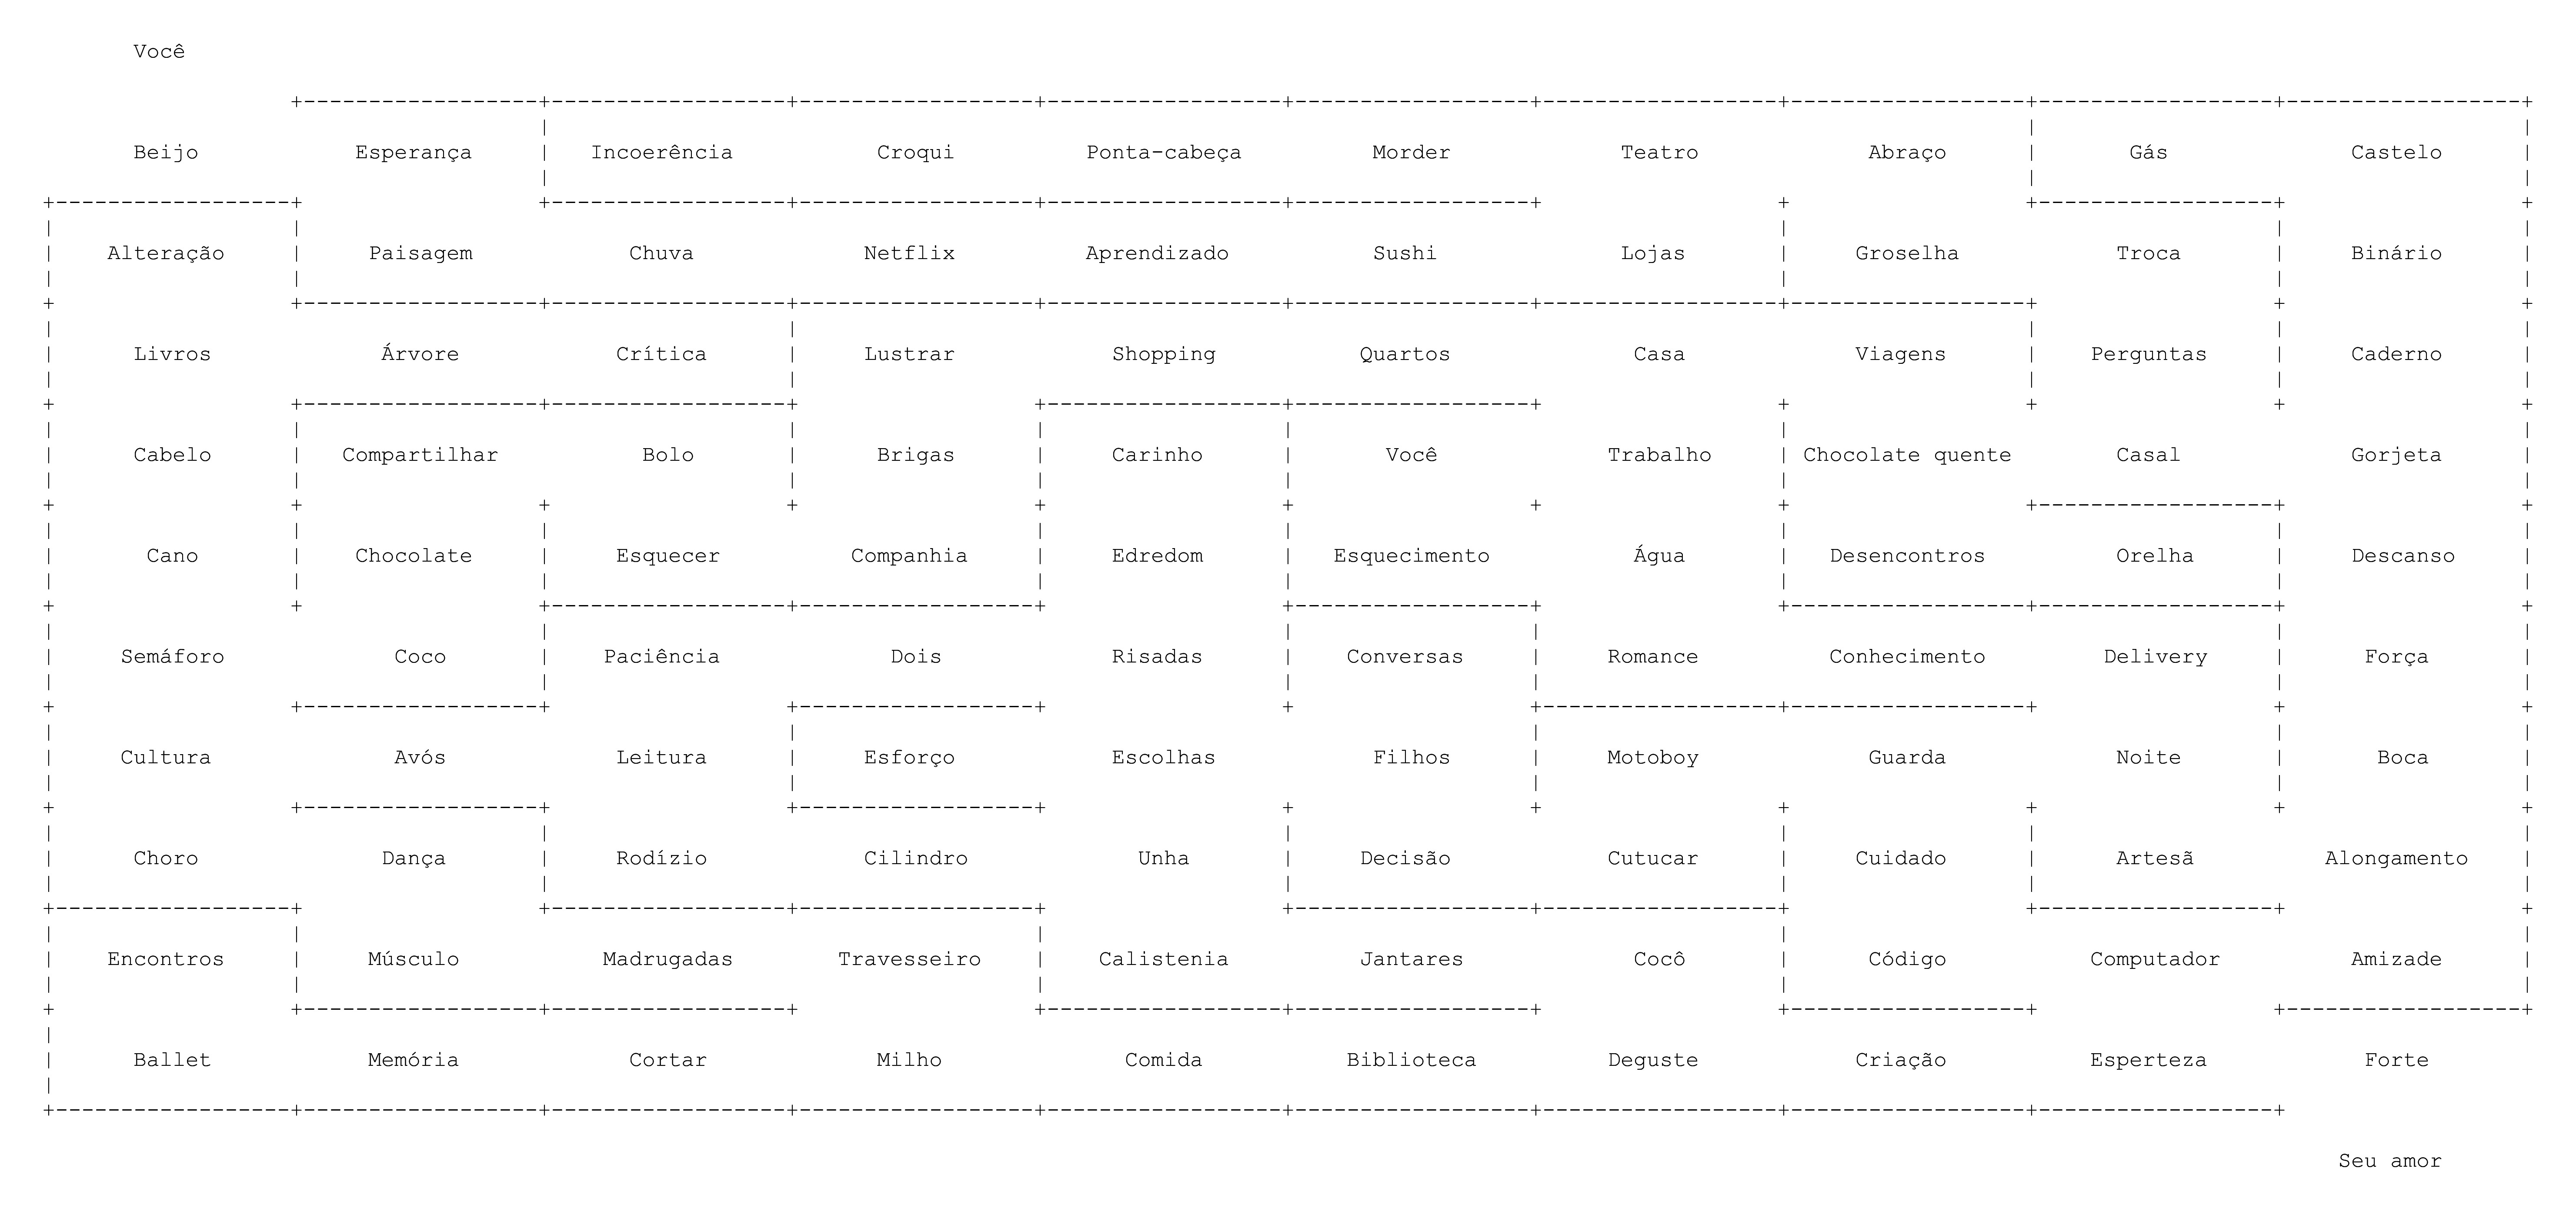 Você
Beijo Esperança Incoerência Croqui Ponta-cabeça Morder Teatro Abraço Gás Castelo
Alteração Paisagem Chuva Netflix Aprendizado Sushi Lojas Groselha Troca Binário
Livros Árvore Crítica Lustrar Shopping Quartos Casa Viagens Perguntas Caderno
Cabelo Compartilhar Bolo Brigas Carinho Você Trabalho Chocolate quente Casal Gorjeta
Cano Chocolate Esquecer Companhia Edredom Esquecimento Água Desencontros Orelha Descanso
Semáforo Coco Paciência Dois Risadas Conversas Romance Conhecimento Delivery Força
Cultura Avós Leitura Esforço Escolhas Filhos Motoboy Guarda Noite Boca
Choro Dança Rodízio Cilindro Unha Decisão Cutucar Cuidado Artesã Alongamento
Encontros Músculo Madrugadas Travesseiro Calistenia Jantares Cocô Código Computador Amizade
Ballet Memória Cortar Milho Comida Biblioteca Deguste Criação Esperteza Forte
Seu amor